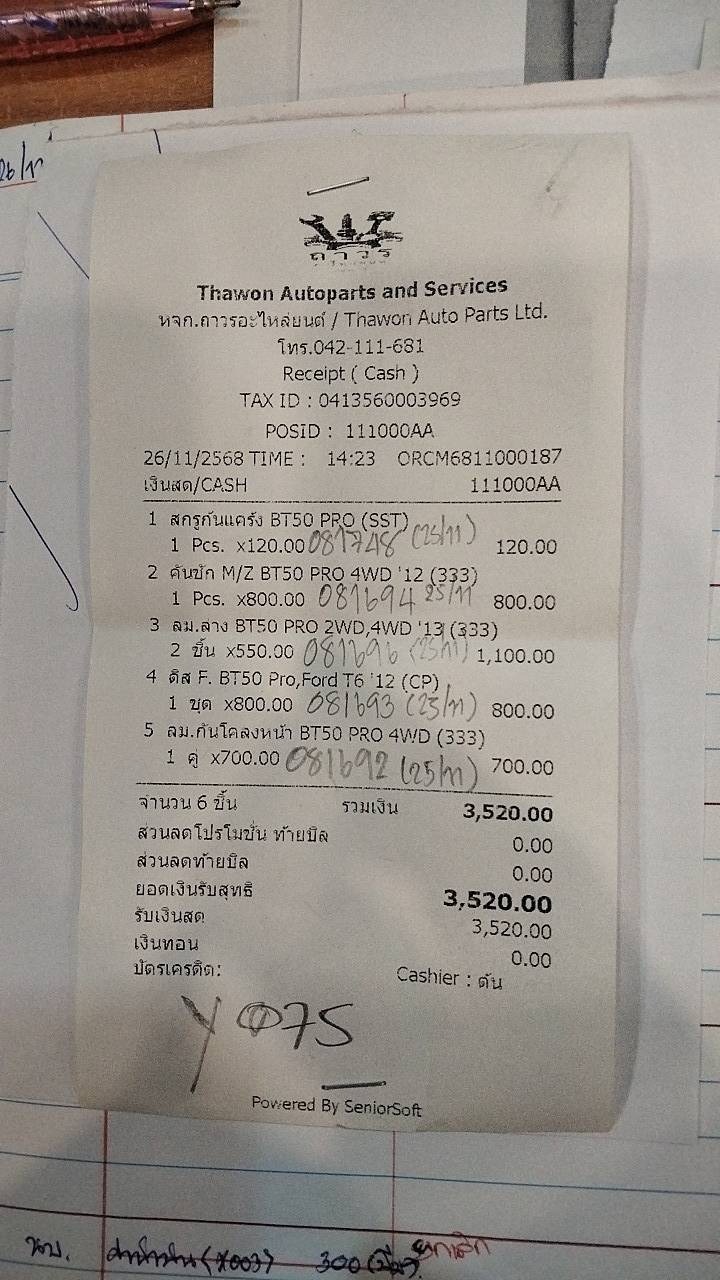 26/11
ถาวร
Thawon Autoparts and Services
หจก.ถาวรอะไหล่ยนต์ / Thawon Auto Parts Ltd.
โทร.042-111-681
Receipt ( Cash )
TAX ID : 0413560003969
POSID : 111000AA
26/11/2568 TIME : 14:23 ORCM6811000187
เงินสด/CASH 111000AA
1 สกรูกันแคร้ง BT50 PRO (SST)
1 Pcs. x120.00 081748 (25/11) 120.00
2 คันชัก M/Z BT50 PRO 4WD '12 (333)
1 Pcs. x800.00 081694 25/11 800.00
3 ลม.ล่าง BT50 PRO 2WD,4WD '13 (333)
2 ชิ้น x550.00 081696 (25/11) 1,100.00
4 ดิส F. BT50 Pro,Ford T6 '12 (CP)
1 ชุด x800.00 081693 (25/11) 800.00
5 ลม.กันโคลงหน้า BT50 PRO 4WD (333)
1 คู่ x700.00 081692 (25/11) 700.00
จำนวน 6 ชิ้น รวมเงิน 3,520.00
ส่วนลดโปรโมชั่น ท้ายบิล 0.00
ส่วนลดท้ายบิล 0.00
ยอดเงินรับสุทธิ 3,520.00
รับเงินสด 3,520.00
เงินทอน 0.00
บัตรเครดิต: Cashier : ตัน
Y075
Powered By SeniorSoft
300 ยกเลิก